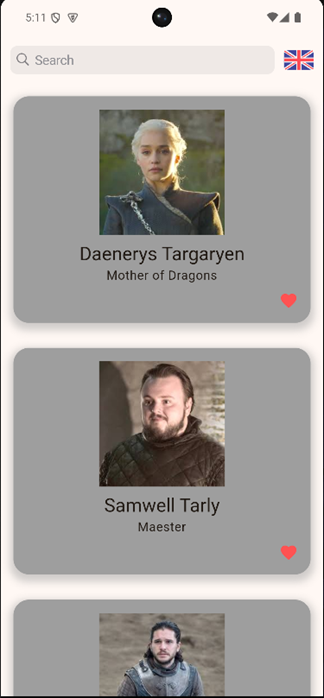 5:11
Search
Daenerys Targaryen
Mother of Dragons
Samwell Tarly
Maester